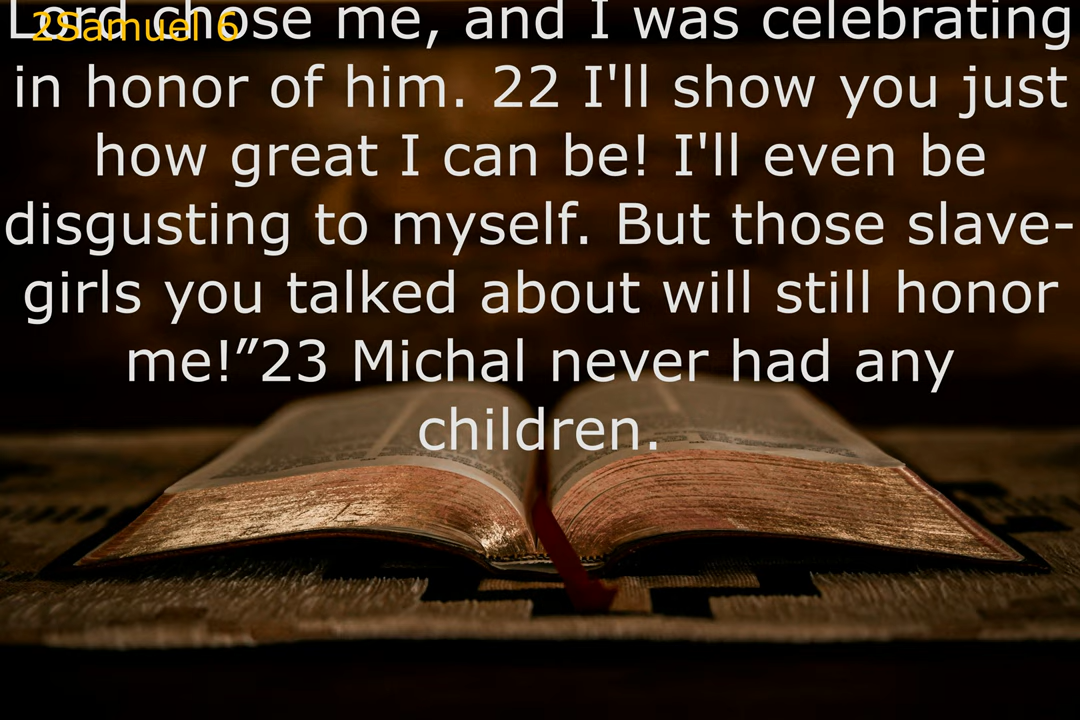 2Samuel 6
Lord chose me, and I was celebrating
in honor of him. 22 I'll show you just
how great I can be! I'll even be
disgusting to myself. But those slave-
girls you talked about will still honor
me!”23 Michal never had any
children.